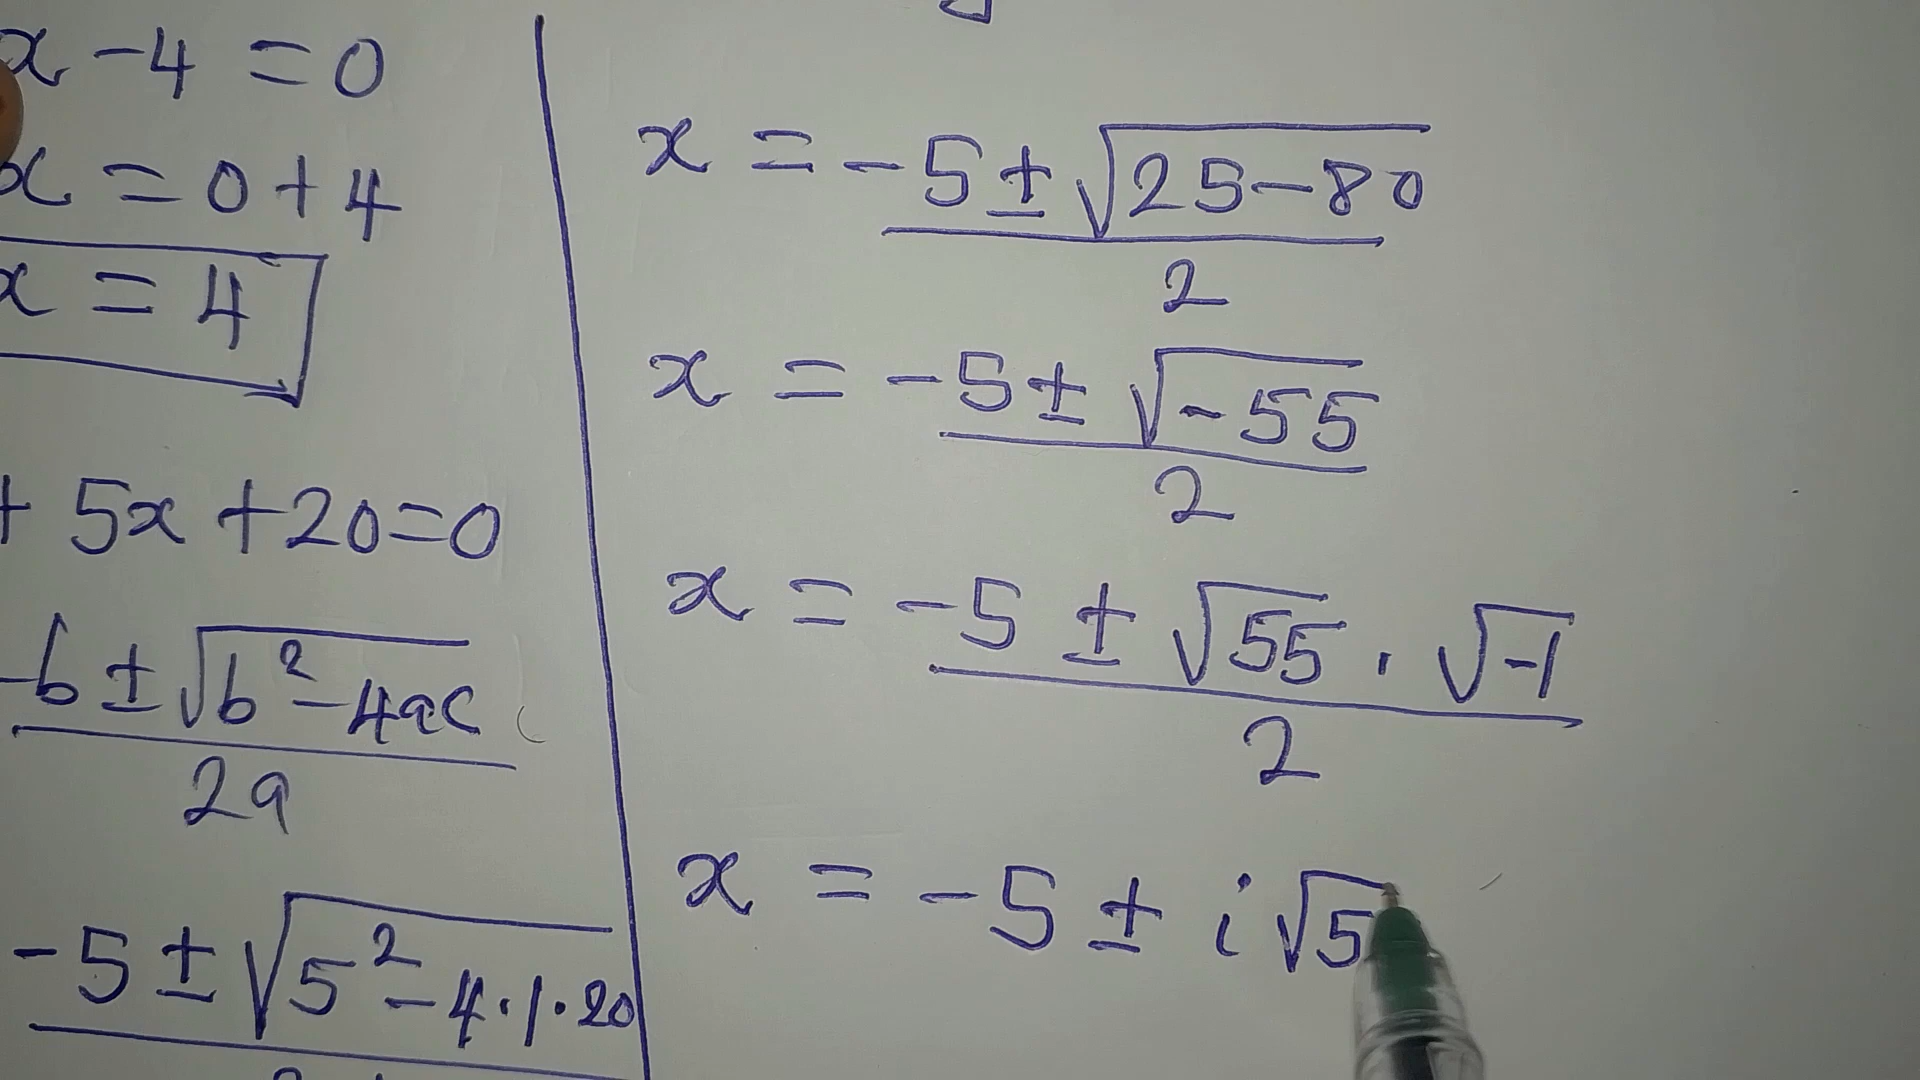 x - 4 = 0
x = 0 + 4
x = 4
+ 5x + 20 = 0
-b ± √(b² - 4ac)
2a
-5 ± √(5² - 4·1·20)
x = -5 ± √(25 - 80)
2
x = -5 ± √(-55)
2
x = -5 ± √55 · √-1
2
x = -5 ± i√5